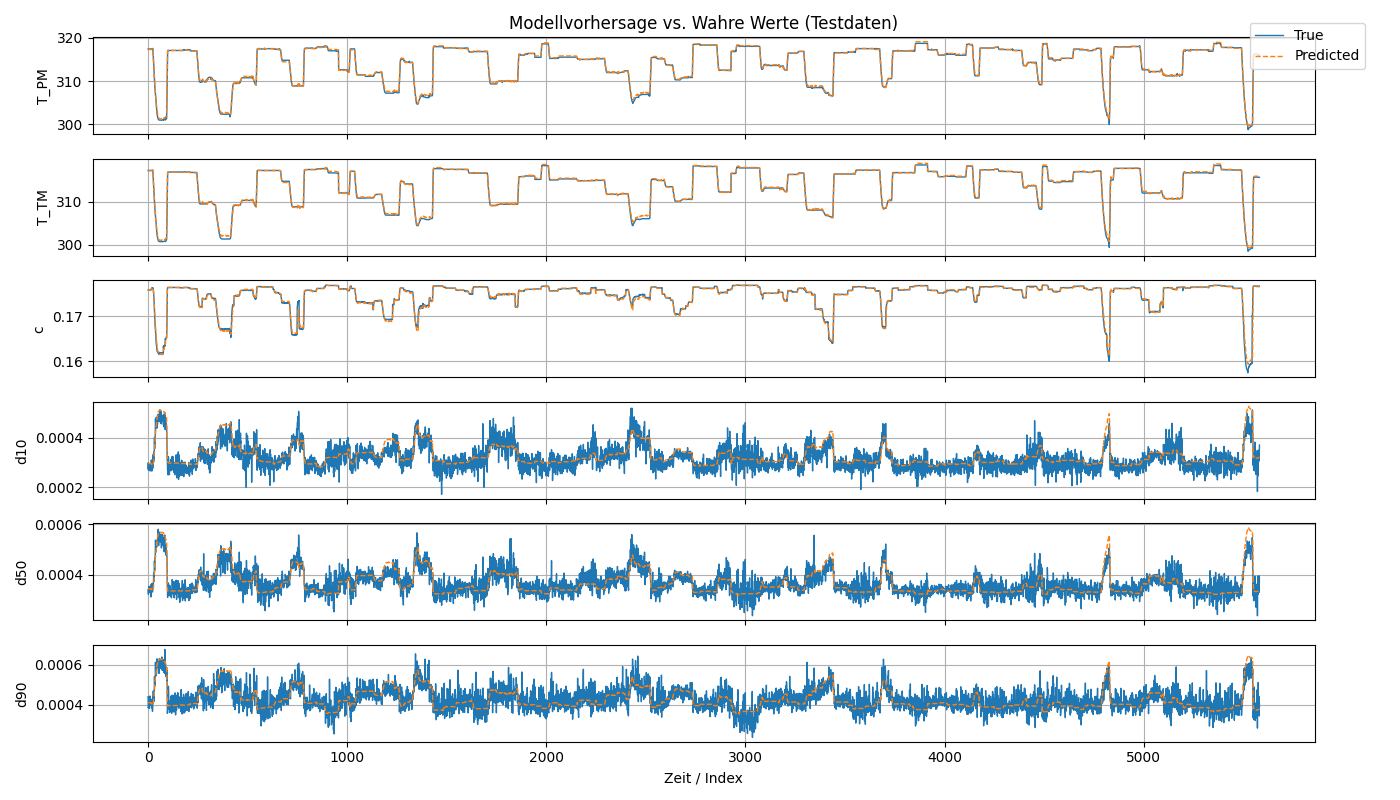 Modellvorhersage vs. Wahre Werte (Testdaten)
True
Predicted
T_PM
320
310
300
T_TM
310
300
c
0.17
0.16
d10
0.0004
0.0002
d50
0.0006
0.0004
d90
0.0006
0.0004
0 1000 2000 3000 4000 5000
Zeit / Index